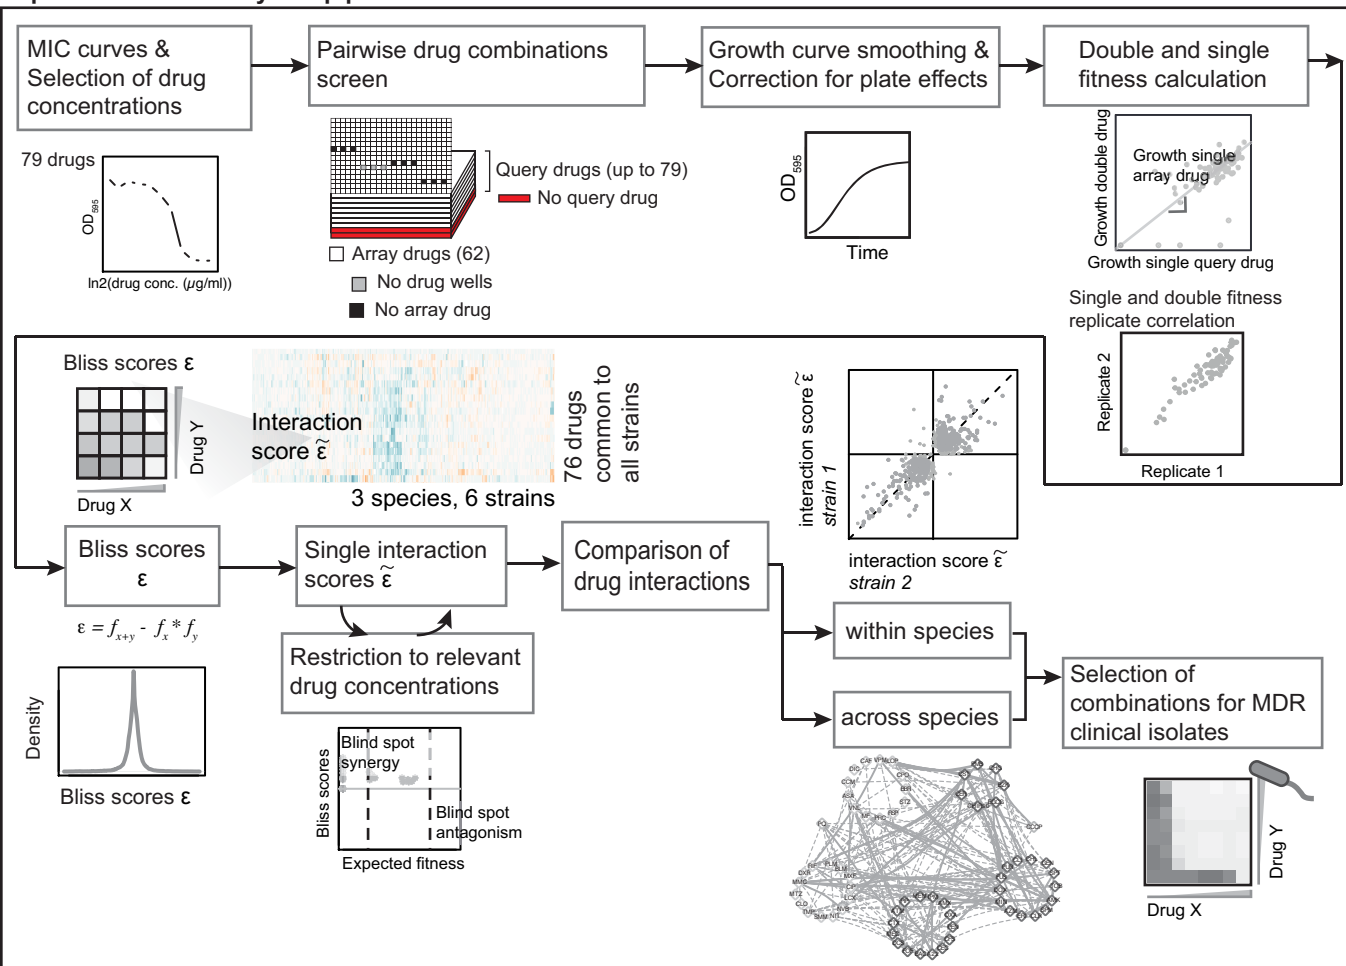 MIC curves &
Selection of drug
concentrations
Pairwise drug combinations
screen
Growth curve smoothing &
Correction for plate effects
Double and single
fitness calculation
79 drugs
OD595
ln2(drug conc. (µg/ml))
Query drugs (up to 79)
No query drug
Array drugs (62)
No drug wells
No array drug
OD595
Time
Growth double drug
Growth single
array drug
Growth single query drug
Single and double fitness
replicate correlation
Replicate 2
Replicate 1
Bliss scores ε
Drug Y
Drug X
Interaction
score ε̃
76 drugs
common to
all strains
3 species, 6 strains
interaction score ε̃
strain 1
interaction score ε̃
strain 2
Bliss scores
ε
Single interaction
scores ε̃
Comparison of
drug interactions
ε = fx+y - fx * fy
Restriction to relevant
drug concentrations
within species
across species
Selection of
combinations for MDR
clinical isolates
Density
Bliss scores ε
Bliss scores
Blind spot
synergy
Blind spot
antagonism
Expected fitness
Drug Y
Drug X